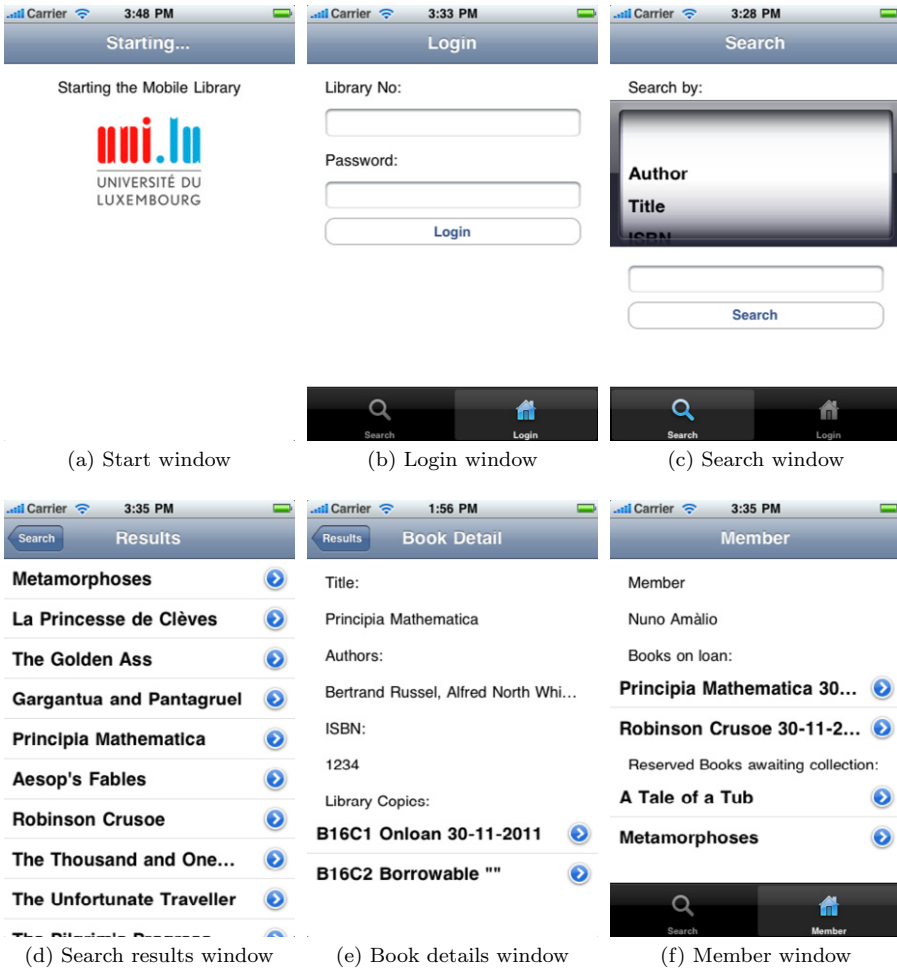 Carrier 3:48 PM
Starting...
Starting the Mobile Library
uni.lu
UNIVERSITÉ DU
LUXEMBOURG
(a) Start window
Carrier 3:33 PM
Login
Library No:
Password:
Login
Search Login
(b) Login window
Carrier 3:28 PM
Search
Search by:
Author
Title
ISBN
Search
Search Login
(c) Search window
Carrier 3:35 PM
Search Results
Metamorphoses
La Princesse de Clèves
The Golden Ass
Gargantua and Pantagruel
Principia Mathematica
Aesop's Fables
Robinson Crusoe
The Thousand and One...
The Unfortunate Traveller
The Pilgrim's Progress
(d) Search results window
Carrier 1:56 PM
Results Book Detail
Title:
Principia Mathematica
Authors:
Bertrand Russel, Alfred North Whi...
ISBN:
1234
Library Copies:
B16C1 Onloan 30-11-2011
B16C2 Borrowable ""
(e) Book details window
Carrier 3:35 PM
Member
Member
Nuno Amàlio
Books on loan:
Principia Mathematica 30...
Robinson Crusoe 30-11-2...
Reserved Books awaiting collection:
A Tale of a Tub
Metamorphoses
Search Member
(f) Member window